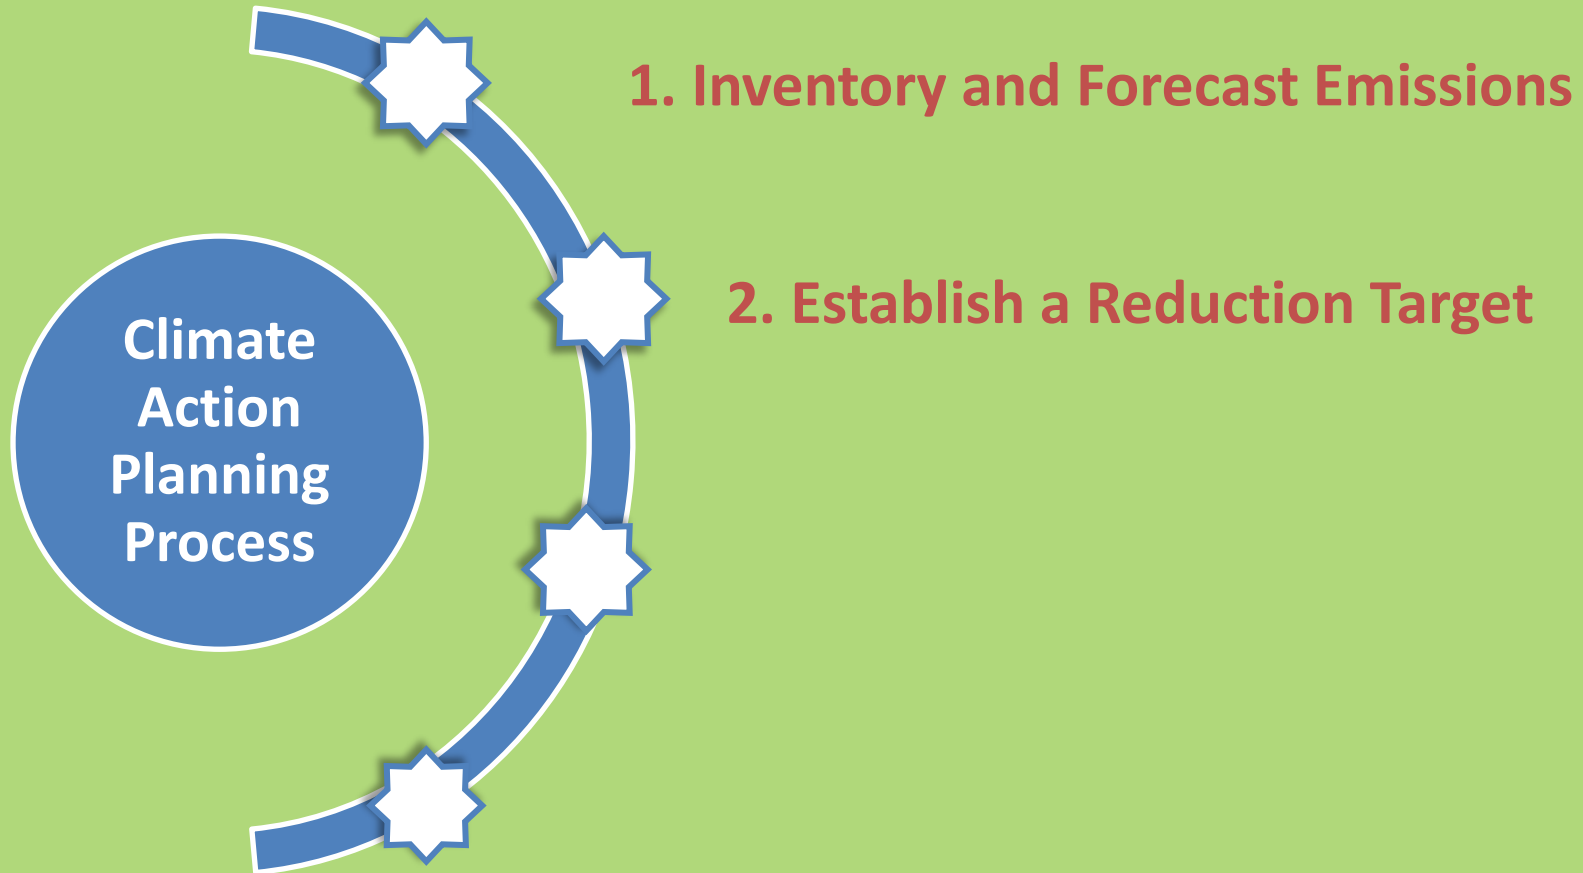 1. Inventory and Forecast Emissions
2. Establish a Reduction Target
Climate
Action
Planning
Process